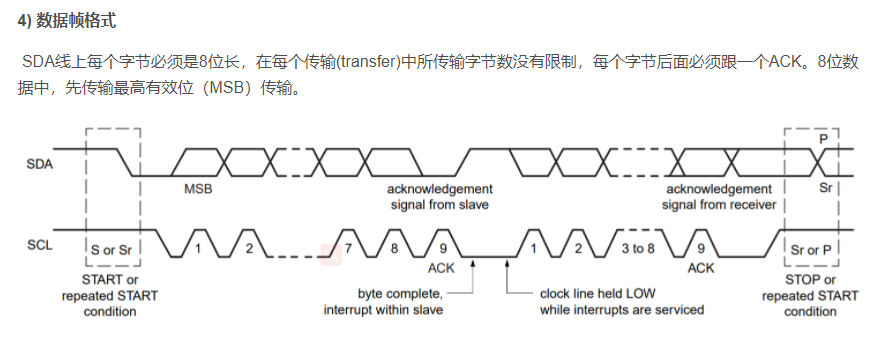 4) 数据帧格式
SDA线上每个字节必须是8位长，在每个传输(transfer)中所传输字节数没有限制，每个字节后面必须跟一个ACK。8位数
据中，先传输最高有效位（MSB）传输。
P
SDA
MSB
acknowledgement
signal from slave
acknowledgement
signal from receiver
Sr
SCL
S or Sr
1
2
7
8
9
1
2
3 to 8
9
Sr or P
ACK
ACK
START or
repeated START
condition
STOP or
repeated START
condition
byte complete,
interrupt within slave
clock line held LOW
while interrupts are serviced